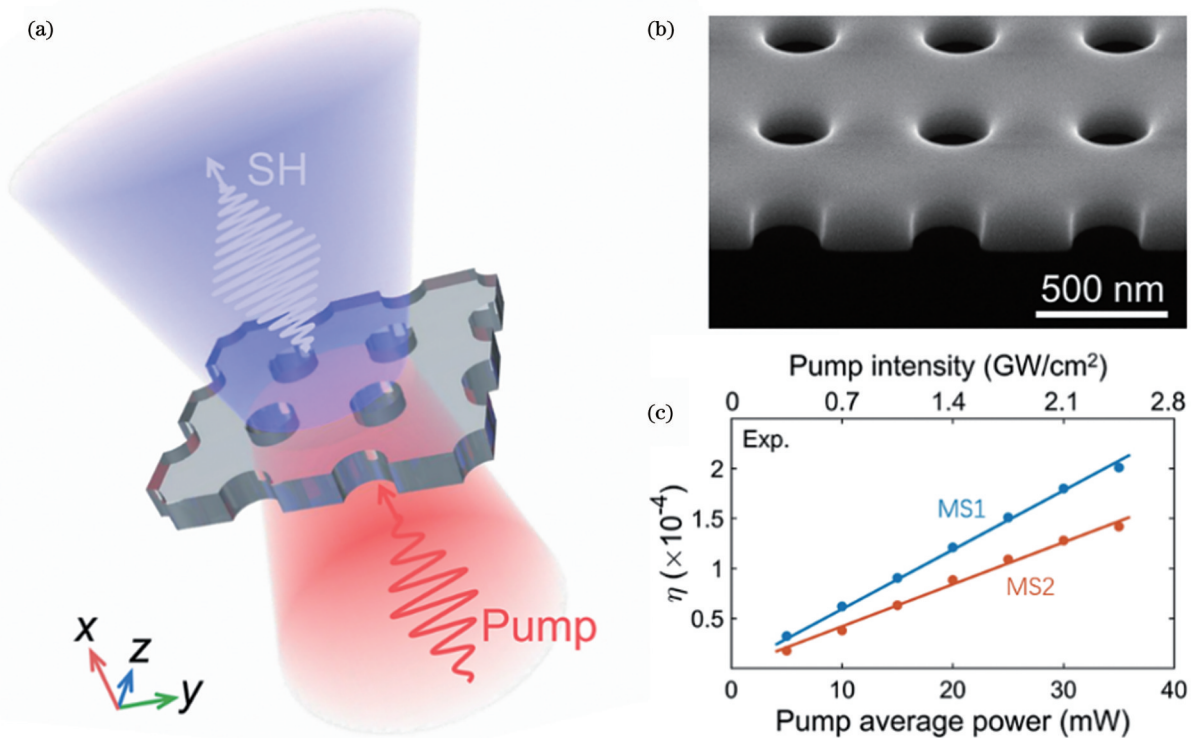 (a)
SH
Pump
x
z
y
(b)
500 nm
(c)
Pump intensity (GW/cm²)
0 0.7 1.4 2.1 2.8
Exp.
2
1.5
1
0.5
η (×10⁻⁴)
MS1
MS2
0 10 20 30 40
Pump average power (mW)